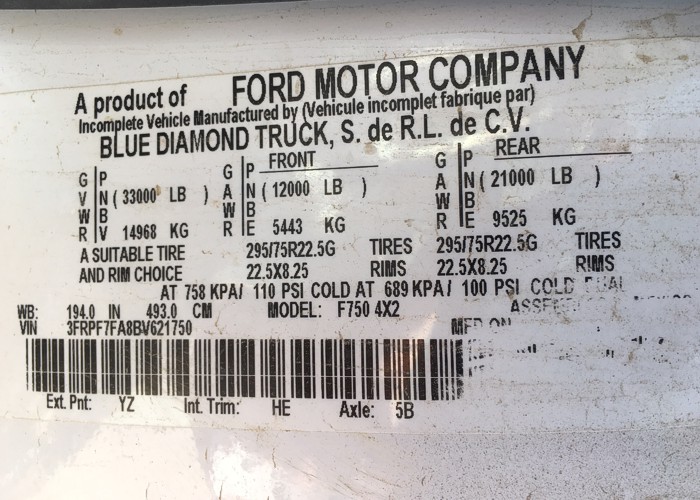 A product of FORD MOTOR COMPANY
Incomplete Vehicle Manufactured by (Vehicule incomplet fabrique par)
BLUE DIAMOND TRUCK, S. de R.L. de C.V.
FRONT REAR
G P G P G P
V N ( 33000 LB ) A N ( 12000 LB ) A N ( 21000 LB )
W B W B W B
R V 14968 KG R E 5443 KG R E 9525 KG
A SUITABLE TIRE 295/75R22.5G TIRES 295/75R22.5G TIRES
AND RIM CHOICE 22.5X8.25 RIMS 22.5X8.25 RIMS
AT 758 KPA/ 110 PSI COLD AT 689 KPA/ 100 PSI COLD
WB: 194.0 IN 493.0 CM MODEL: F750 4X2
VIN 3FRPF7FA8BV621750 MFD ON
Ext. Pnt: YZ Int. Trim: HE Axle: 5B